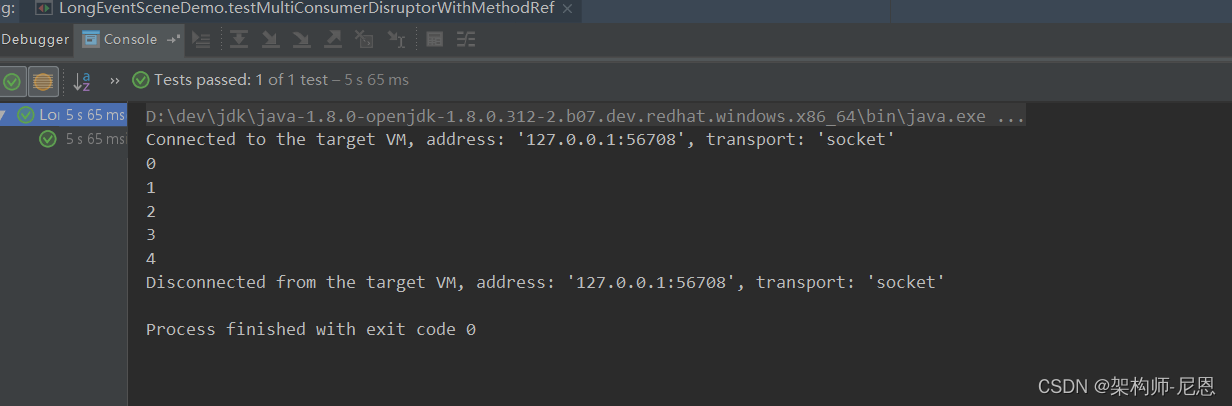 g: LongEventSceneDemo.testMultiConsumerDisruptorWithMethodRef ×
Debugger Console
Tests passed: 1 of 1 test – 5 s 65 ms
Lor 5 s 65 ms D:\dev\jdk\java-1.8.0-openjdk-1.8.0.312-2.b07.dev.redhat.windows.x86_64\bin\java.exe ...
5 s 65 ms Connected to the target VM, address: '127.0.0.1:56708', transport: 'socket'
0
1
2
3
4
Disconnected from the target VM, address: '127.0.0.1:56708', transport: 'socket'
Process finished with exit code 0
CSDN @架构师-尼恩